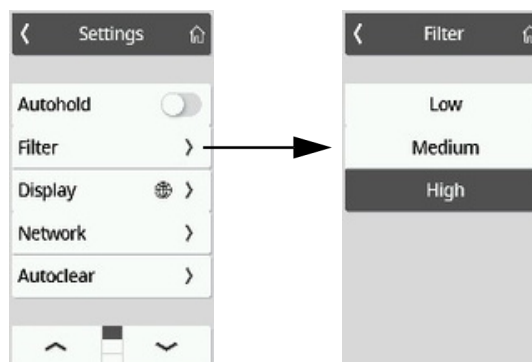 Settings
Autohold
Filter
Display
Network
Autoclear
Filter
Low
Medium
High